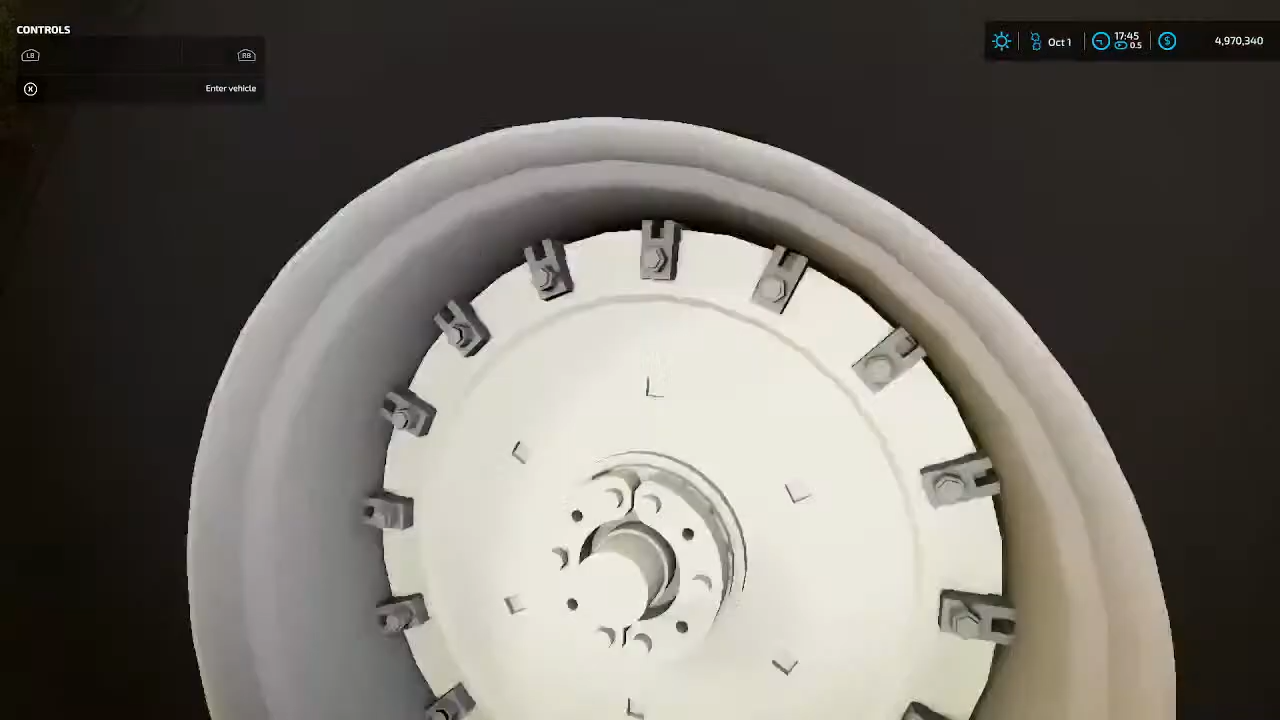 CONTROLS
LB
RB
X
Enter vehicle
Oct 1
17:45
0.5
$
4,970,340